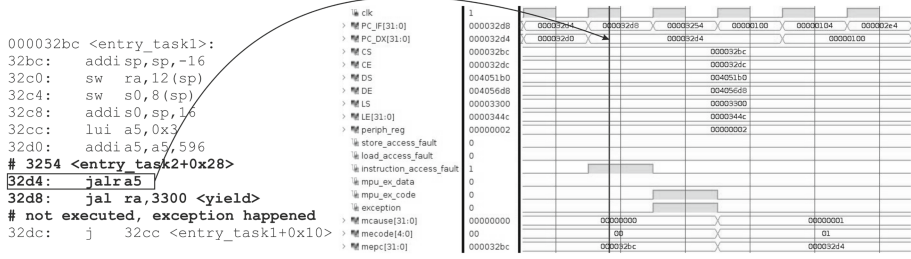 000032bc <entry_task1>:
32bc: addi sp,sp,-16
32c0: sw ra,12(sp)
32c4: sw s0,8(sp)
32c8: addi s0,sp,16
32cc: lui a5,0x3
32d0: addi a5,a5,596
# 3254 <entry_task2+0x28>
32d4: jalr a5
32d8: jal ra,3300 <yield>
# not executed, exception happened
32dc: j 32cc <entry_task1+0x10>
clk 1
PC_IF[31:0] 000032d8 000032d4 000032d8 00003254 00000100 00000104 000002e4
PC_DX[31:0] 000032d4 000032d0 000032d4 00000100
CS 000032bc 000032bc
CE 000032dc 000032dc
DS 004051b0 004051b0
DE 004056d8 004056d8
LS 00003300 00003300
LE[31:0] 0000344c 0000344c
periph_reg 00000002 00000002
store_access_fault 0
load_access_fault 0
instruction_access_fault 1
mpu_ex_data 0
mpu_ex_code 0
exception 0
mcause[31:0] 00000000 00000000 00000001
mecode[4:0] 00 00 01
mepc[31:0] 000032bc 000032bc 000032d4